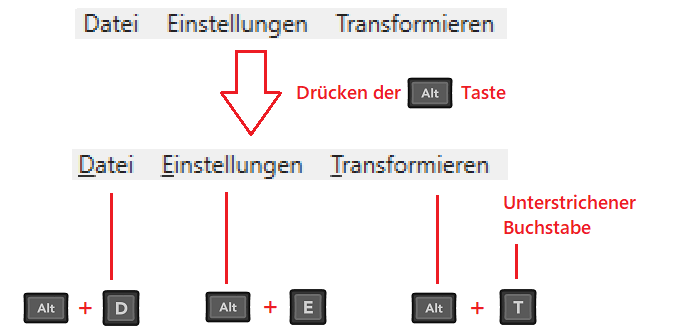 Datei Einstellungen Transformieren
Drücken der Alt Taste
Datei Einstellungen Transformieren
Unterstrichener
Buchstabe
Alt + D Alt + E Alt + T